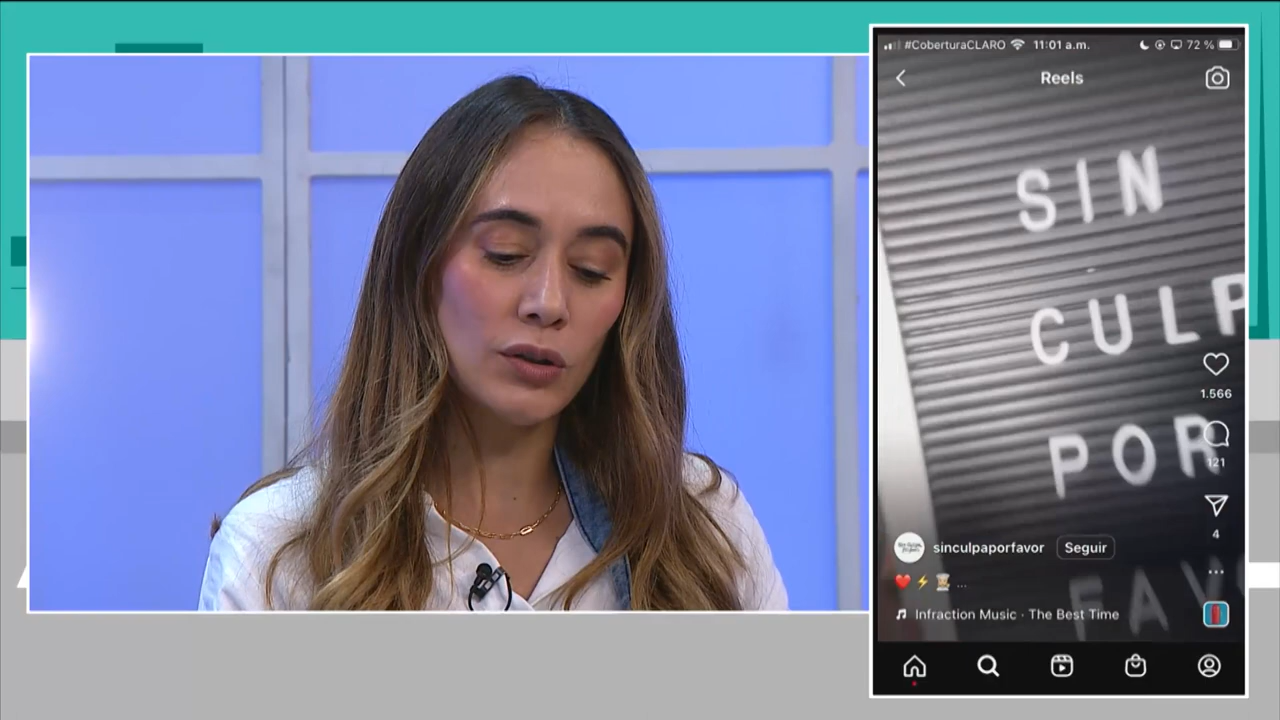 #CoberturaCLARO 11:01 a.m. 72 %
Reels
SIN
CULP
POR
FAV
1.566
121
4
sinculpaporfavor Seguir
...
Infraction Music · The Best Time